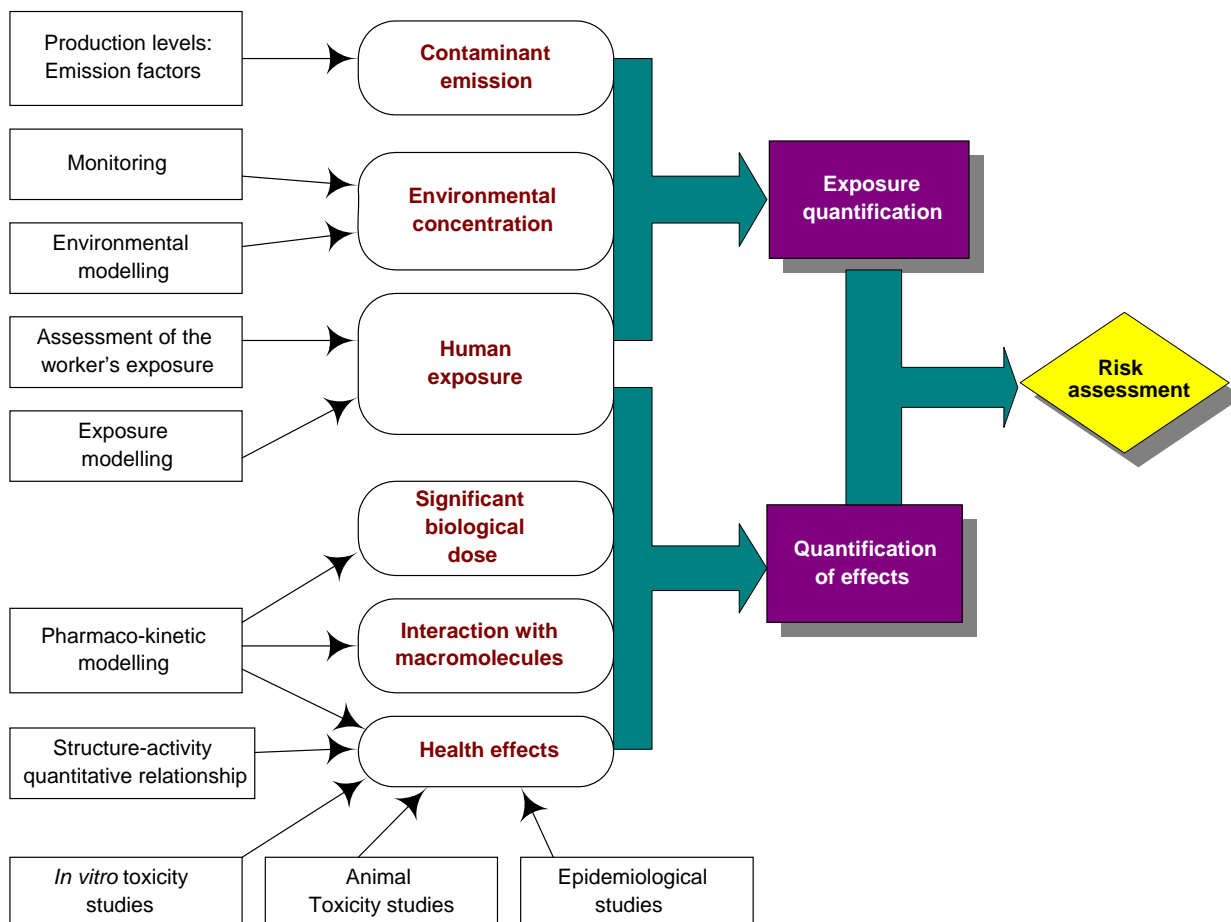 Production levels:
Emission factors
Contaminant
emission
Monitoring
Environmental
concentration
Exposure
quantification
Environmental
modelling
Assessment of the
worker's exposure
Human
exposure
Risk
assessment
Exposure
modelling
Significant
biological
dose
Quantification
of effects
Pharmaco-kinetic
modelling
Interaction with
macromolecules
Structure-activity
quantitative relationship
Health effects
In vitro toxicity
studies
Animal
Toxicity studies
Epidemiological
studies